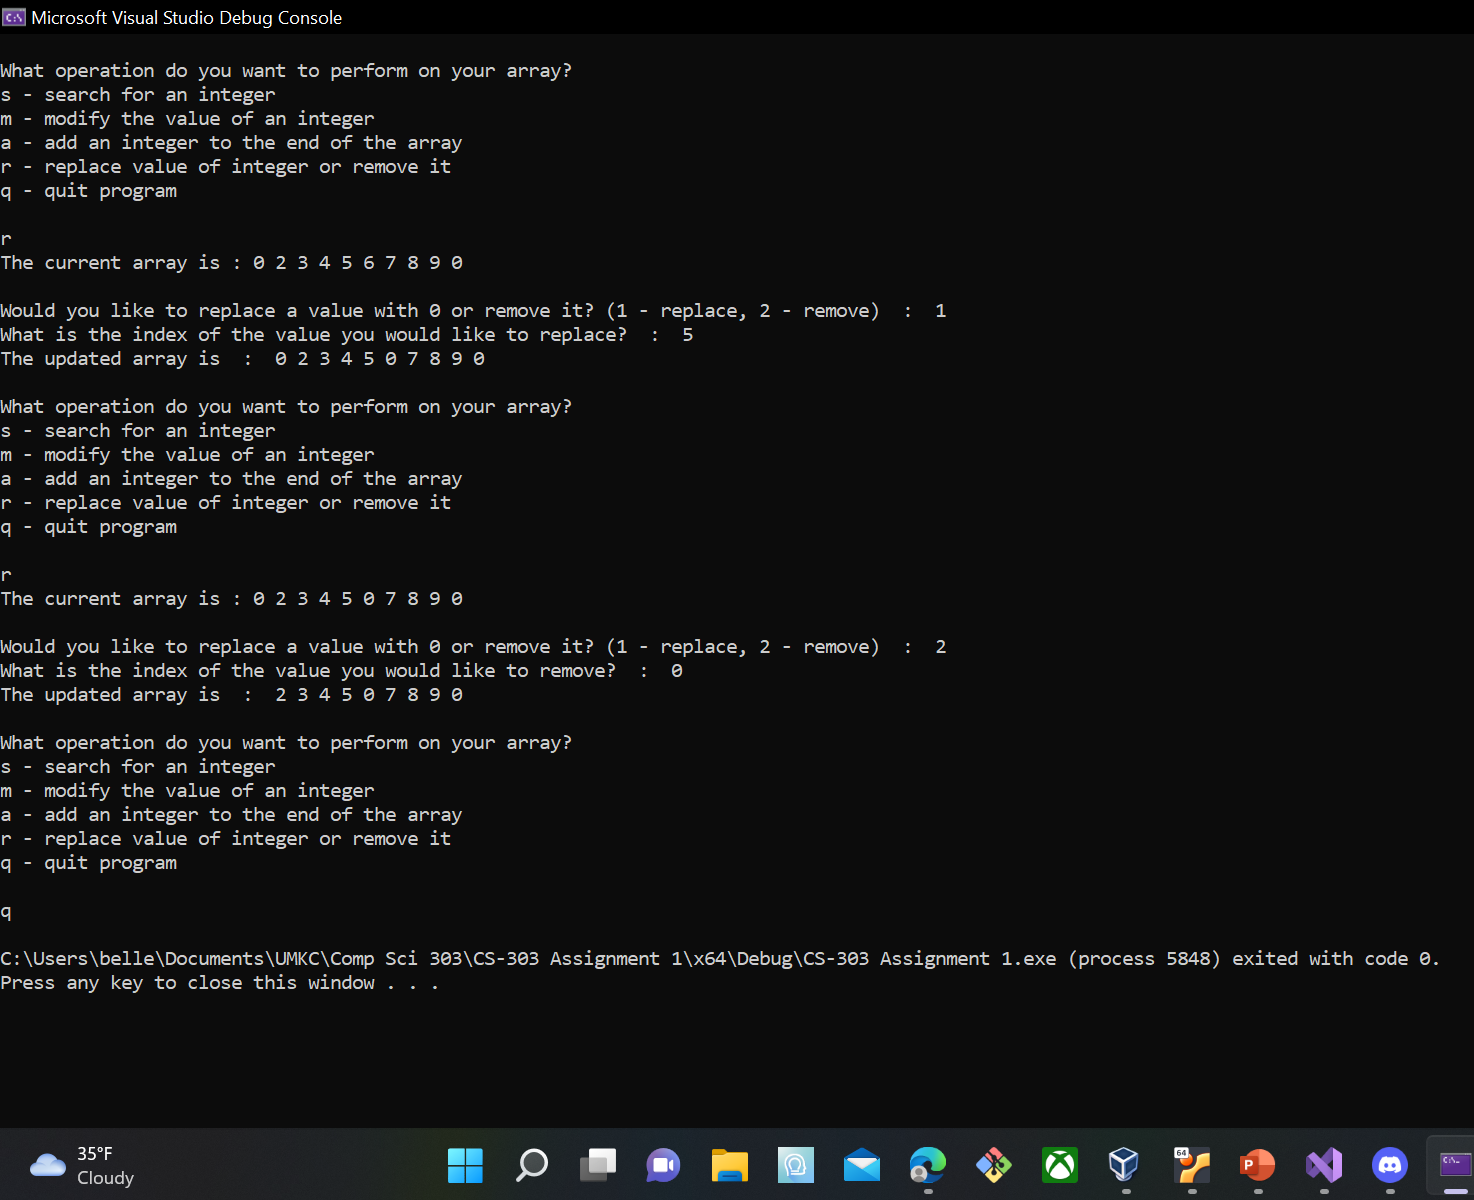 Microsoft Visual Studio Debug Console
What operation do you want to perform on your array?
s - search for an integer
m - modify the value of an integer
a - add an integer to the end of the array
r - replace value of integer or remove it
q - quit program
r
The current array is : 0 2 3 4 5 6 7 8 9 0
Would you like to replace a value with 0 or remove it? (1 - replace, 2 - remove)  :  1
What is the index of the value you would like to replace?  :  5
The updated array is  :  0 2 3 4 5 0 7 8 9 0
What operation do you want to perform on your array?
s - search for an integer
m - modify the value of an integer
a - add an integer to the end of the array
r - replace value of integer or remove it
q - quit program
r
The current array is : 0 2 3 4 5 0 7 8 9 0
Would you like to replace a value with 0 or remove it? (1 - replace, 2 - remove)  :  2
What is the index of the value you would like to remove?  :  0
The updated array is  :  2 3 4 5 0 7 8 9 0
What operation do you want to perform on your array?
s - search for an integer
m - modify the value of an integer
a - add an integer to the end of the array
r - replace value of integer or remove it
q - quit program
q
C:\Users\belle\Documents\UMKC\Comp Sci 303\CS-303 Assignment 1\x64\Debug\CS-303 Assignment 1.exe (process 5848) exited with code 0.
Press any key to close this window . . .
35°F
Cloudy
64
P